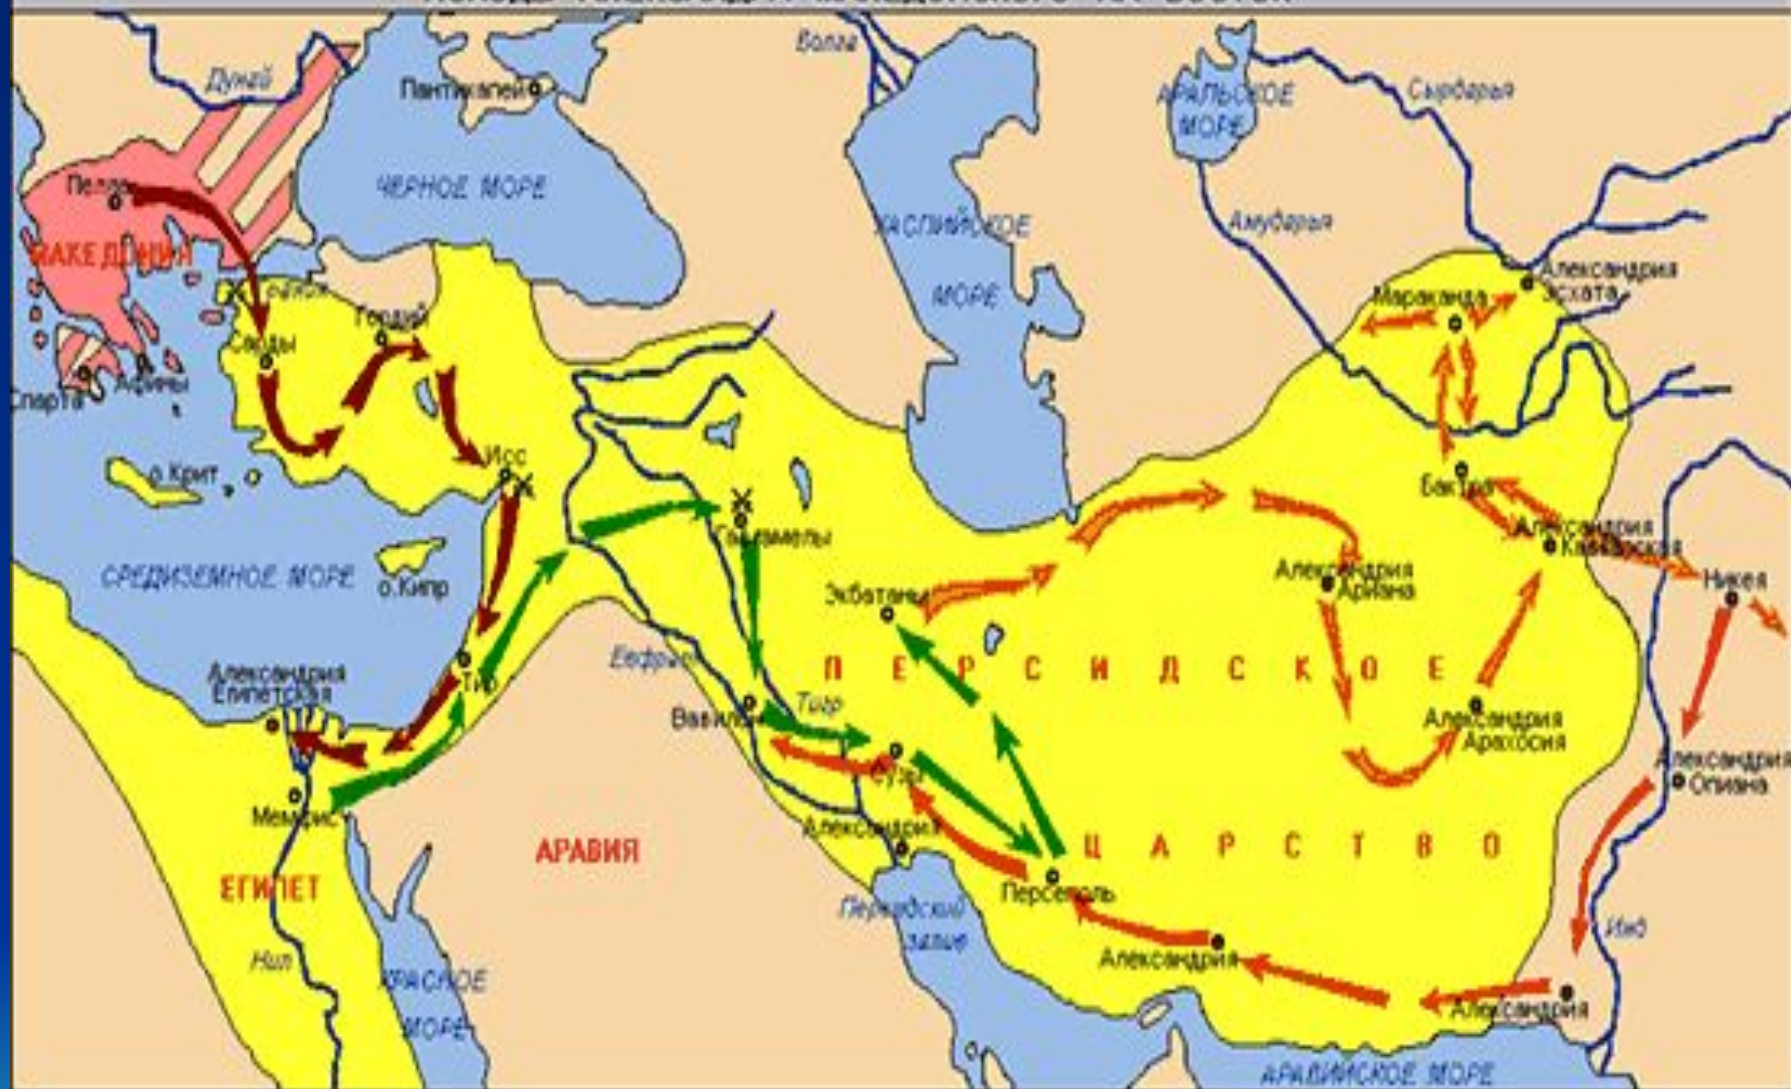 Волга
Дунай
Пантикапей
АРАЛЬСКОЕ
МОРЕ
Сырдарья
Пелла
ЧЕРНОЕ МОРЕ
КАСПИЙСКОЕ
МОРЕ
Амударья
МАКЕДОНИЯ
Граник
Александрия
Эсхата
Мараканда
Гордий
Сарды
Спарта
Афины
Исс
о.Крит
Бактра
Гавгамелы
Александрия
Кавказская
СРЕДИЗЕМНОЕ МОРЕ
о.Кипр
Экбатаны
Александрия
Ариана
Никея
Евфрат
ПЕРСИДСКОЕ
Александрия
Египетская
Тир
Вавилон
Тигр
Александрия
Арахосия
Сузы
Александрия
Опиана
Мемфис
Александрия
АРАВИЯ
ЦАРСТВО
ЕГИПЕТ
Персеполь
Персидский
залив
Инд
Нил
Александрия
КРАСНОЕ
МОРЕ
Александрия
АРАВИЙСКОЕ МОРЕ